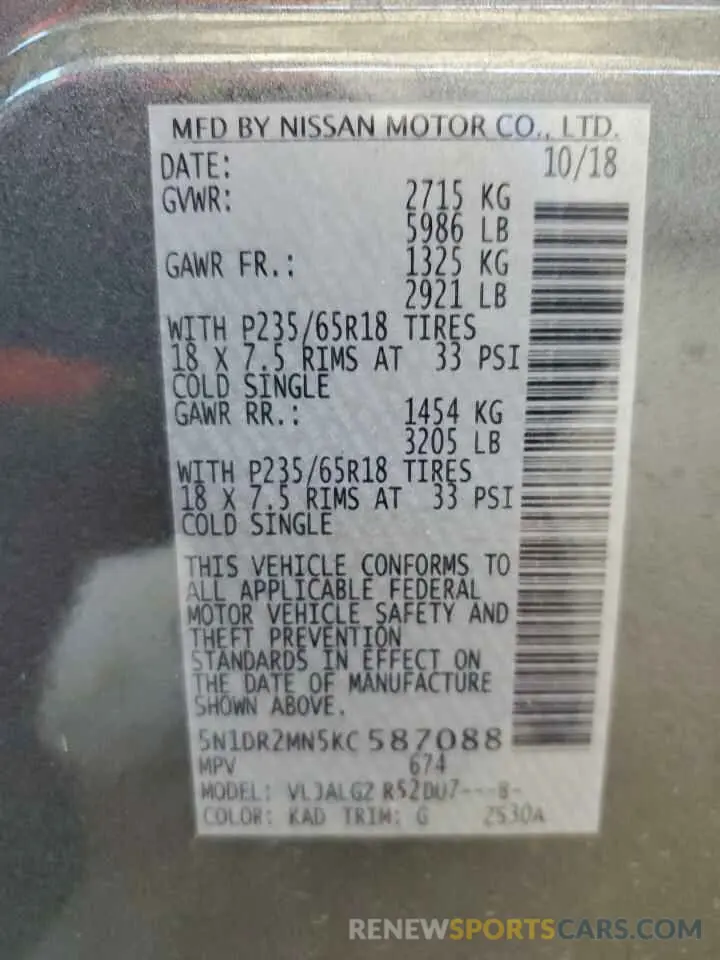 MFD BY NISSAN MOTOR CO., LTD.
DATE: 10/18
GVWR: 2715 KG
5986 LB
GAWR FR.: 1325 KG
2921 LB
WITH P235/65R18 TIRES
18 X 7.5 RIMS AT 33 PSI
COLD SINGLE
GAWR RR.: 1454 KG
3205 LB
WITH P235/65R18 TIRES
18 X 7.5 RIMS AT 33 PSI
COLD SINGLE
THIS VEHICLE CONFORMS TO
ALL APPLICABLE FEDERAL
MOTOR VEHICLE SAFETY AND
THEFT PREVENTION
STANDARDS IN EFFECT ON
THE DATE OF MANUFACTURE
SHOWN ABOVE.
5N1DR2MN5KC 587088
MPV 674
MODEL: R52DU7---8-
COLOR: KAD TRIM: G
RENEWSPORTSCARS.COM